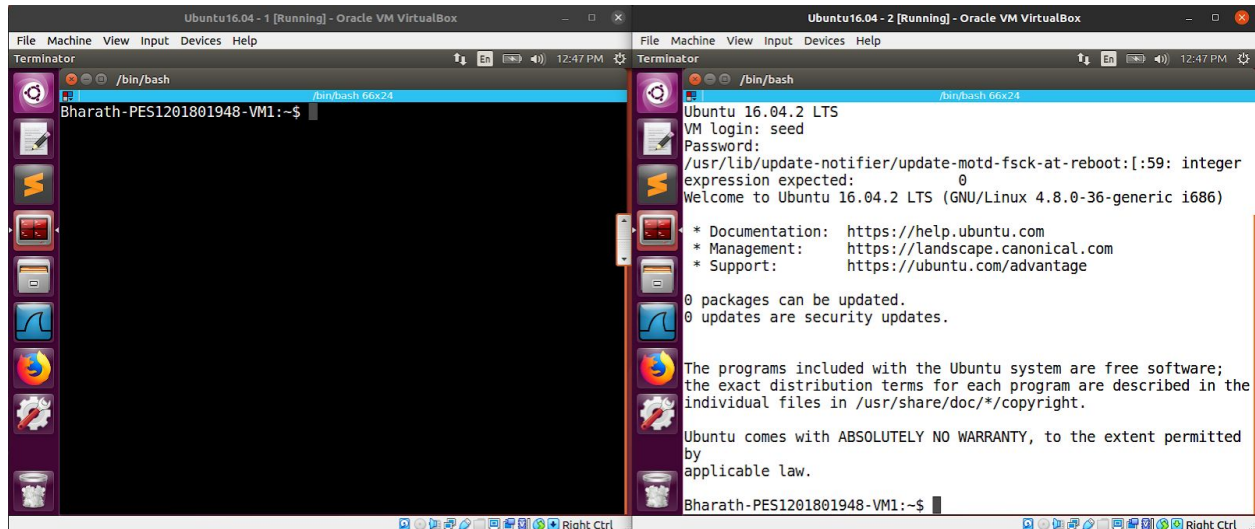 Ubuntu16.04 - 1 [Running] - Oracle VM VirtualBox
File Machine View Input Devices Help
Terminator
En
12:47 PM
/bin/bash
/bin/bash 66x24
Bharath-PES1201801948-VM1:~$
Right Ctrl
Ubuntu16.04 - 2 [Running] - Oracle VM VirtualBox
File Machine View Input Devices Help
Terminator
En
12:47 PM
/bin/bash
/bin/bash 66x24
Ubuntu 16.04.2 LTS
VM login: seed
Password:
/usr/lib/update-notifier/update-motd-fsck-at-reboot:[:59: integer
expression expected: 0
Welcome to Ubuntu 16.04.2 LTS (GNU/Linux 4.8.0-36-generic i686)
* Documentation: https://help.ubuntu.com
* Management: https://landscape.canonical.com
* Support: https://ubuntu.com/advantage
0 packages can be updated.
0 updates are security updates.
The programs included with the Ubuntu system are free software;
the exact distribution terms for each program are described in the
individual files in /usr/share/doc/*/copyright.
Ubuntu comes with ABSOLUTELY NO WARRANTY, to the extent permitted
by
applicable law.
Bharath-PES1201801948-VM1:~$
Right Ctrl